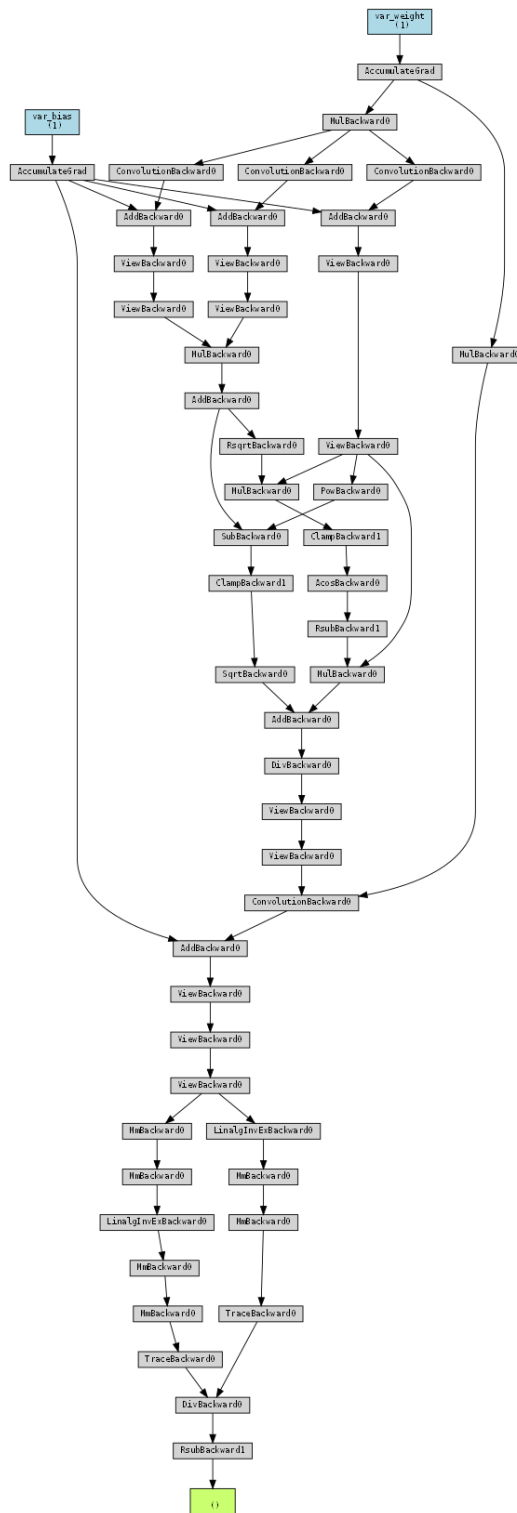 var_weight
(1)
AccumulateGrad
MulBackward0
var_bias
(1)
AccumulateGrad
ConvolutionBackward0
ConvolutionBackward0
ConvolutionBackward0
AddBackward0
AddBackward0
AddBackward0
ViewBackward0
ViewBackward0
ViewBackward0
ViewBackward0
ViewBackward0
MulBackward0
MulBackward0
AddBackward0
RsqrtBackward0
ViewBackward0
MulBackward0
PowBackward0
SubBackward0
ClampBackward1
ClampBackward1
AcosBackward0
RsubBackward1
SqrtBackward0
MulBackward0
AddBackward0
DivBackward0
ViewBackward0
ViewBackward0
ConvolutionBackward0
AddBackward0
ViewBackward0
ViewBackward0
ViewBackward0
MmBackward0
LinalgInvExBackward0
MmBackward0
MmBackward0
LinalgInvExBackward0
MmBackward0
MmBackward0
MmBackward0
TraceBackward0
TraceBackward0
DivBackward0
RsubBackward1
()